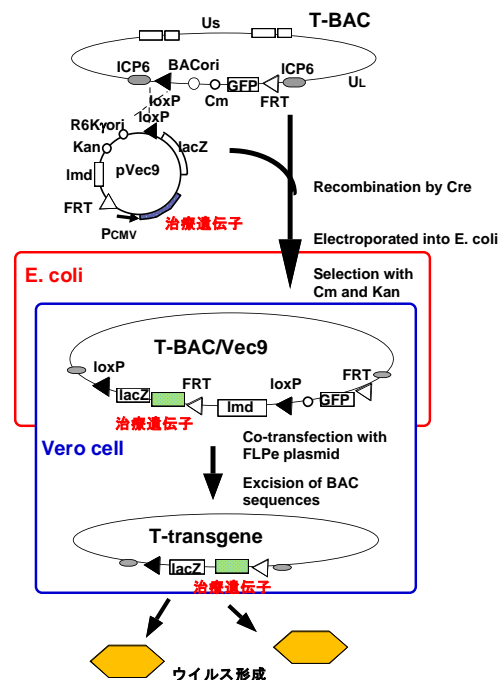 T-BAC
Us
ICP6
BACori
ICP6
loxP
Cm
GFP
FRT
UL
loxP
R6Kγori
lacZ
Kan
lmd
pVec9
FRT
PCMV
治療遺伝子
Recombination by Cre
Electroporated into E. coli
Selection with
Cm and Kan
E. coli
T-BAC/Vec9
loxP
FRT
loxP
FRT
lacZ
lmd
GFP
治療遺伝子
Vero cell
Co-transfection with
FLPe plasmid
Excision of BAC
sequences
T-transgene
lacZ
治療遺伝子
ウイルス形成